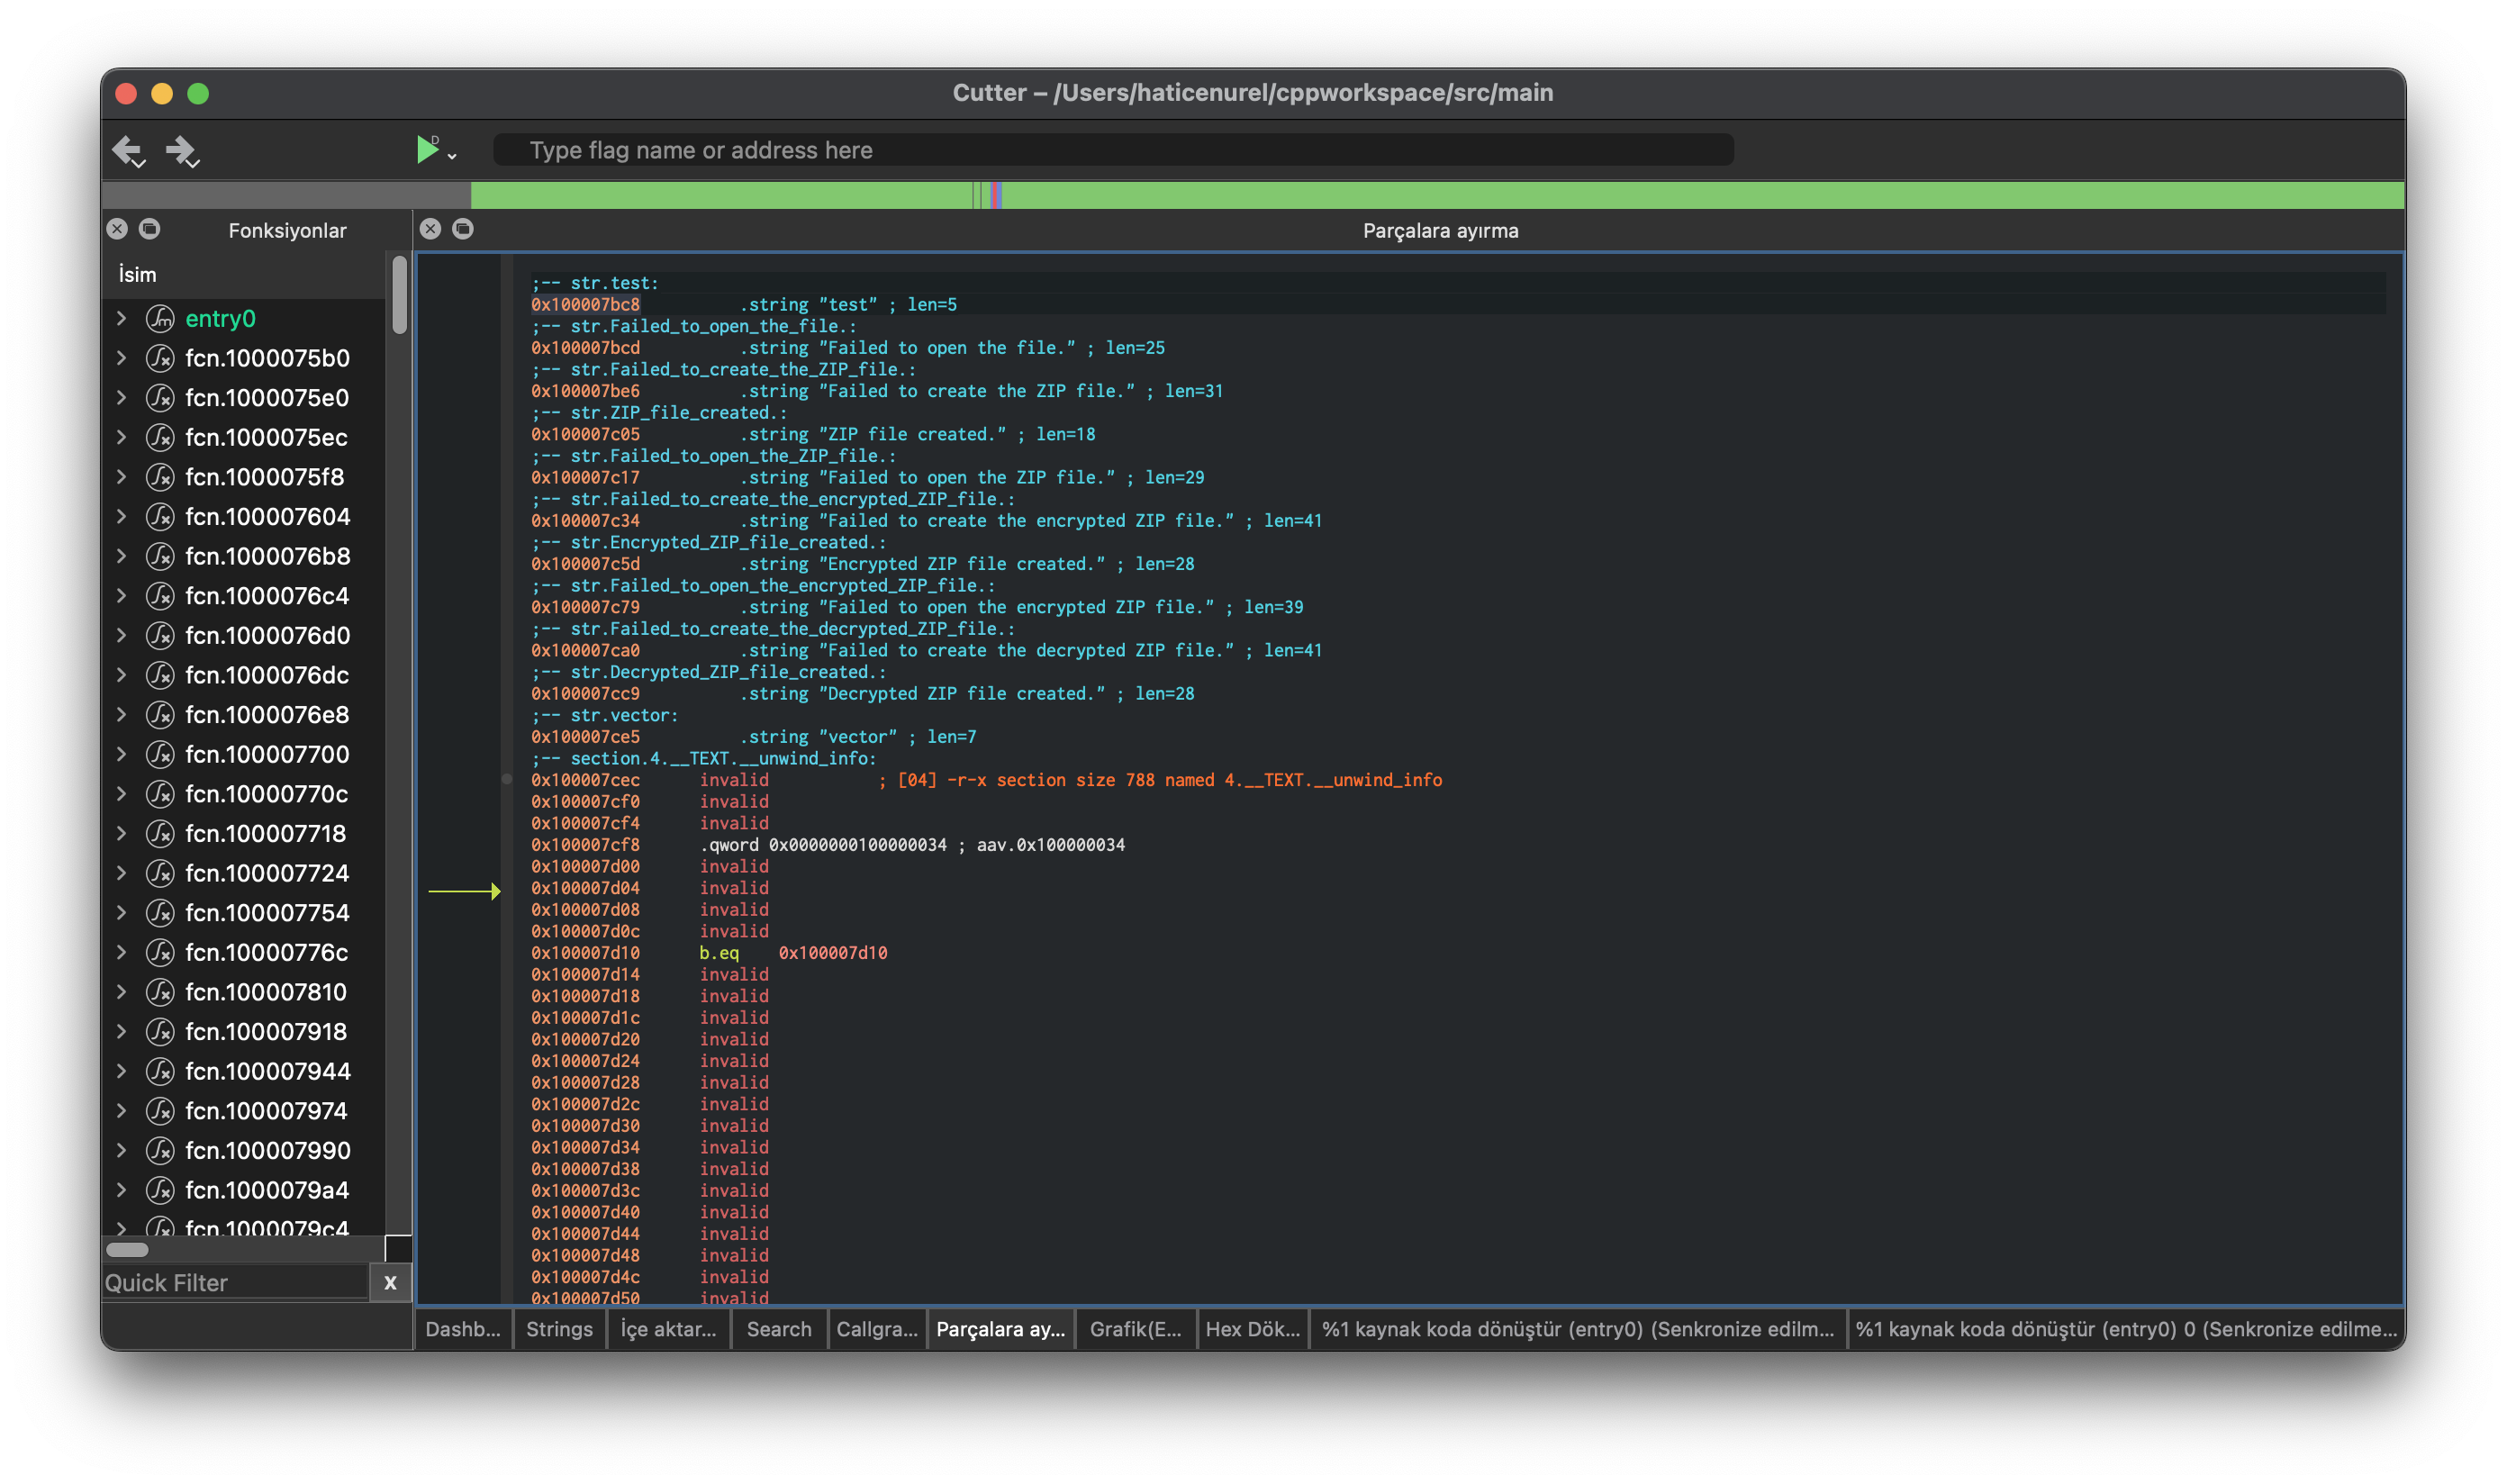 Cutter – /Users/haticenurel/cppworkspace/src/main
D
Type flag name or address here
Fonksiyonlar
İsim
entry0
fcn.1000075b0
fcn.1000075e0
fcn.1000075ec
fcn.1000075f8
fcn.100007604
fcn.1000076b8
fcn.1000076c4
fcn.1000076d0
fcn.1000076dc
fcn.1000076e8
fcn.100007700
fcn.10000770c
fcn.100007718
fcn.100007724
fcn.100007754
fcn.10000776c
fcn.100007810
fcn.100007918
fcn.100007944
fcn.100007974
fcn.100007990
fcn.1000079a4
fcn.1000079c4
Quick Filter
x
Parçalara ayırma
;-- str.test:
0x100007bc8 .string "test" ; len=5
;-- str.Failed_to_open_the_file.:
0x100007bcd .string "Failed to open the file." ; len=25
;-- str.Failed_to_create_the_ZIP_file.:
0x100007be6 .string "Failed to create the ZIP file." ; len=31
;-- str.ZIP_file_created.:
0x100007c05 .string "ZIP file created." ; len=18
;-- str.Failed_to_open_the_ZIP_file.:
0x100007c17 .string "Failed to open the ZIP file." ; len=29
;-- str.Failed_to_create_the_encrypted_ZIP_file.:
0x100007c34 .string "Failed to create the encrypted ZIP file." ; len=41
;-- str.Encrypted_ZIP_file_created.:
0x100007c5d .string "Encrypted ZIP file created." ; len=28
;-- str.Failed_to_open_the_encrypted_ZIP_file.:
0x100007c79 .string "Failed to open the encrypted ZIP file." ; len=39
;-- str.Failed_to_create_the_decrypted_ZIP_file.:
0x100007ca0 .string "Failed to create the decrypted ZIP file." ; len=41
;-- str.Decrypted_ZIP_file_created.:
0x100007cc9 .string "Decrypted ZIP file created." ; len=28
;-- str.vector:
0x100007ce5 .string "vector" ; len=7
;-- section.4.__TEXT.__unwind_info:
0x100007cec invalid ; [04] -r-x section size 788 named 4.__TEXT.__unwind_info
0x100007cf0 invalid
0x100007cf4 invalid
0x100007cf8 .qword 0x0000000100000034 ; aav.0x100000034
0x100007d00 invalid
0x100007d04 invalid
0x100007d08 invalid
0x100007d0c invalid
0x100007d10 b.eq 0x100007d10
0x100007d14 invalid
0x100007d18 invalid
0x100007d1c invalid
0x100007d20 invalid
0x100007d24 invalid
0x100007d28 invalid
0x100007d2c invalid
0x100007d30 invalid
0x100007d34 invalid
0x100007d38 invalid
0x100007d3c invalid
0x100007d40 invalid
0x100007d44 invalid
0x100007d48 invalid
0x100007d4c invalid
0x100007d50 invalid
Dashb... Strings İçe aktar... Search Callgra... Parçalara ay... Grafik(E... Hex Dök... %1 kaynak koda dönüştür (entry0) (Senkronize edilm... %1 kaynak koda dönüştür (entry0) 0 (Senkronize edilme...